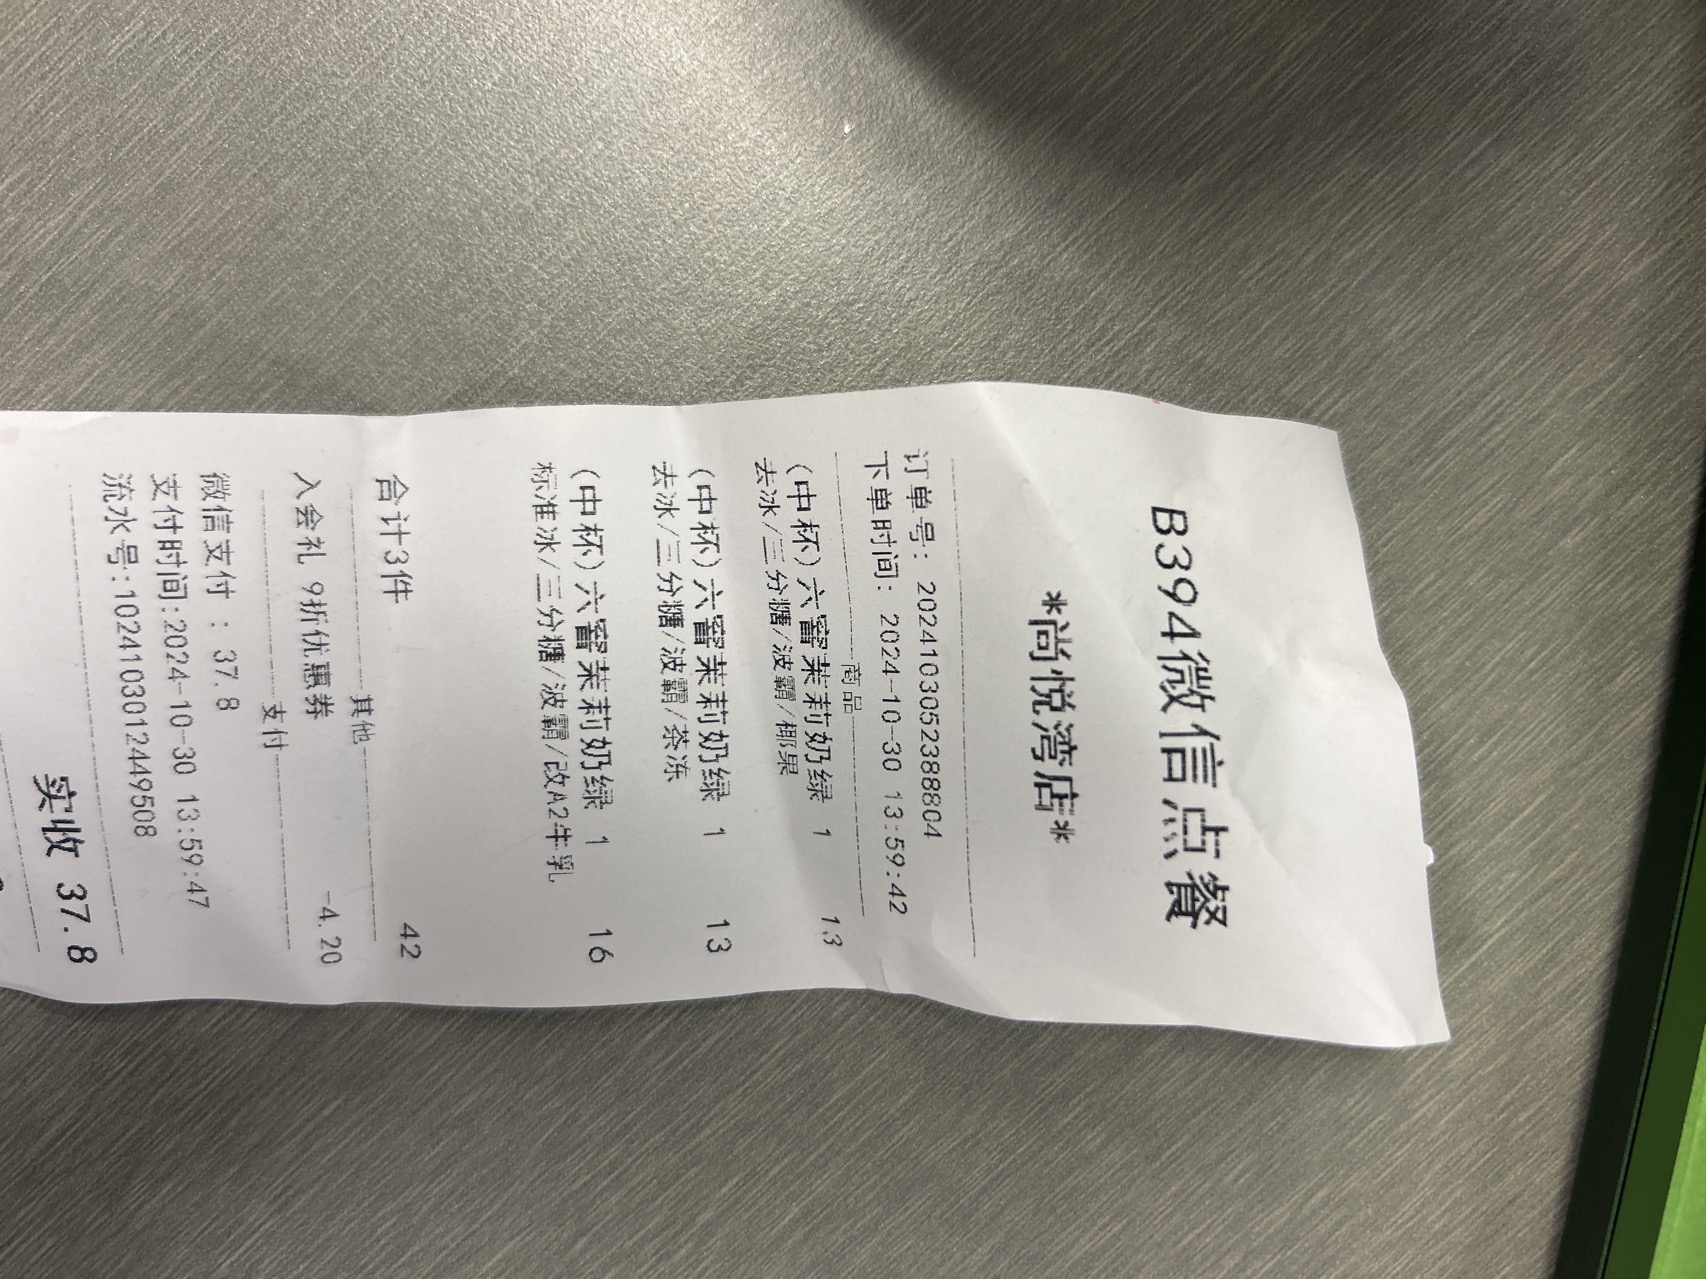 B394微信点餐
*尚悦湾店*
订单号: 20241030523888​04
下单时间: 2024-10-30 13:59:42
商品
(中杯)六窨茉莉奶绿 1 13
去冰/三分糖/波霸/椰果
(中杯)六窨茉莉奶绿 1 13
去冰/三分糖/波霸/茶冻
(中杯)六窨茉莉奶绿 1 16
标准冰/三分糖/波霸/改A2牛乳
合计3件 42
其他
入会礼 9折优惠券 -4.20
支付
微信支付 : 37.8
支付时间:2024-10-30 13:59:47
流水号:10241030124​49508
实收 37.8